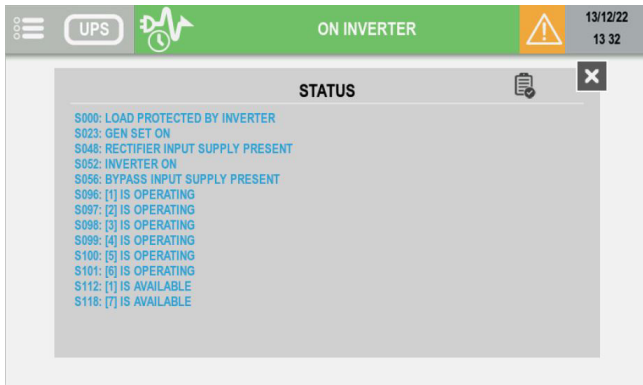 UPS
ON INVERTER
13/12/22
13 32
STATUS
S000: LOAD PROTECTED BY INVERTER
S023: GEN SET ON
S048: RECTIFIER INPUT SUPPLY PRESENT
S052: INVERTER ON
S056: BYPASS INPUT SUPPLY PRESENT
S096: [1] IS OPERATING
S097: [2] IS OPERATING
S098: [3] IS OPERATING
S099: [4] IS OPERATING
S100: [5] IS OPERATING
S101: [6] IS OPERATING
S112: [1] IS AVAILABLE
S118: [7] IS AVAILABLE